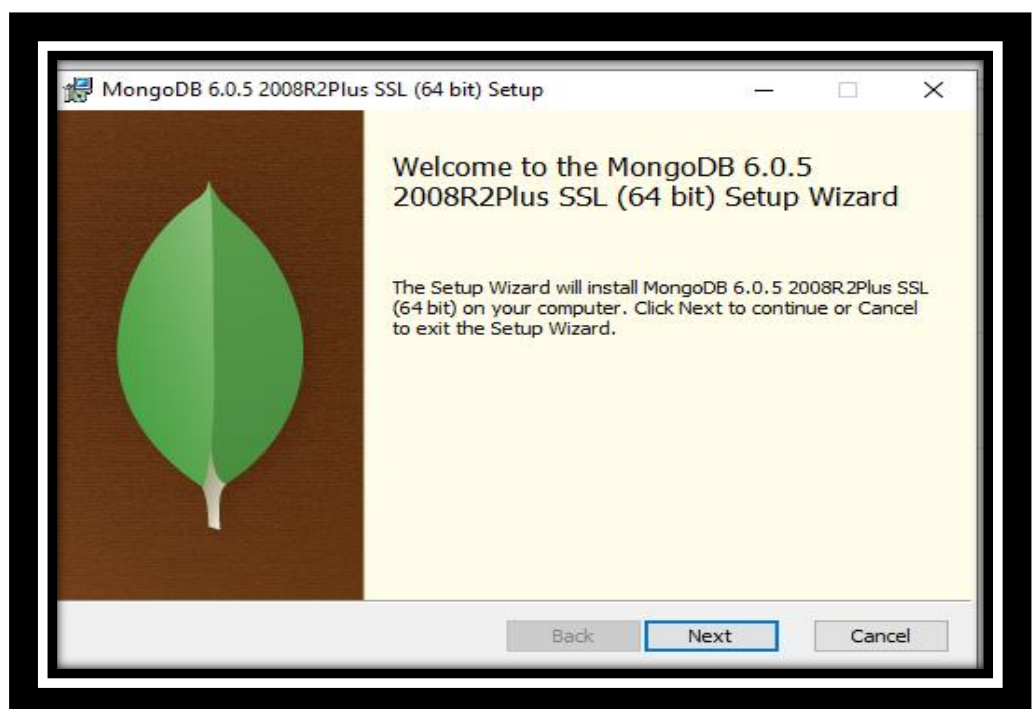 MongoDB 6.0.5 2008R2Plus SSL (64 bit) Setup
Welcome to the MongoDB 6.0.5
2008R2Plus SSL (64 bit) Setup Wizard
The Setup Wizard will install MongoDB 6.0.5 2008R2Plus SSL
(64 bit) on your computer. Click Next to continue or Cancel
to exit the Setup Wizard.
Back Next Cancel